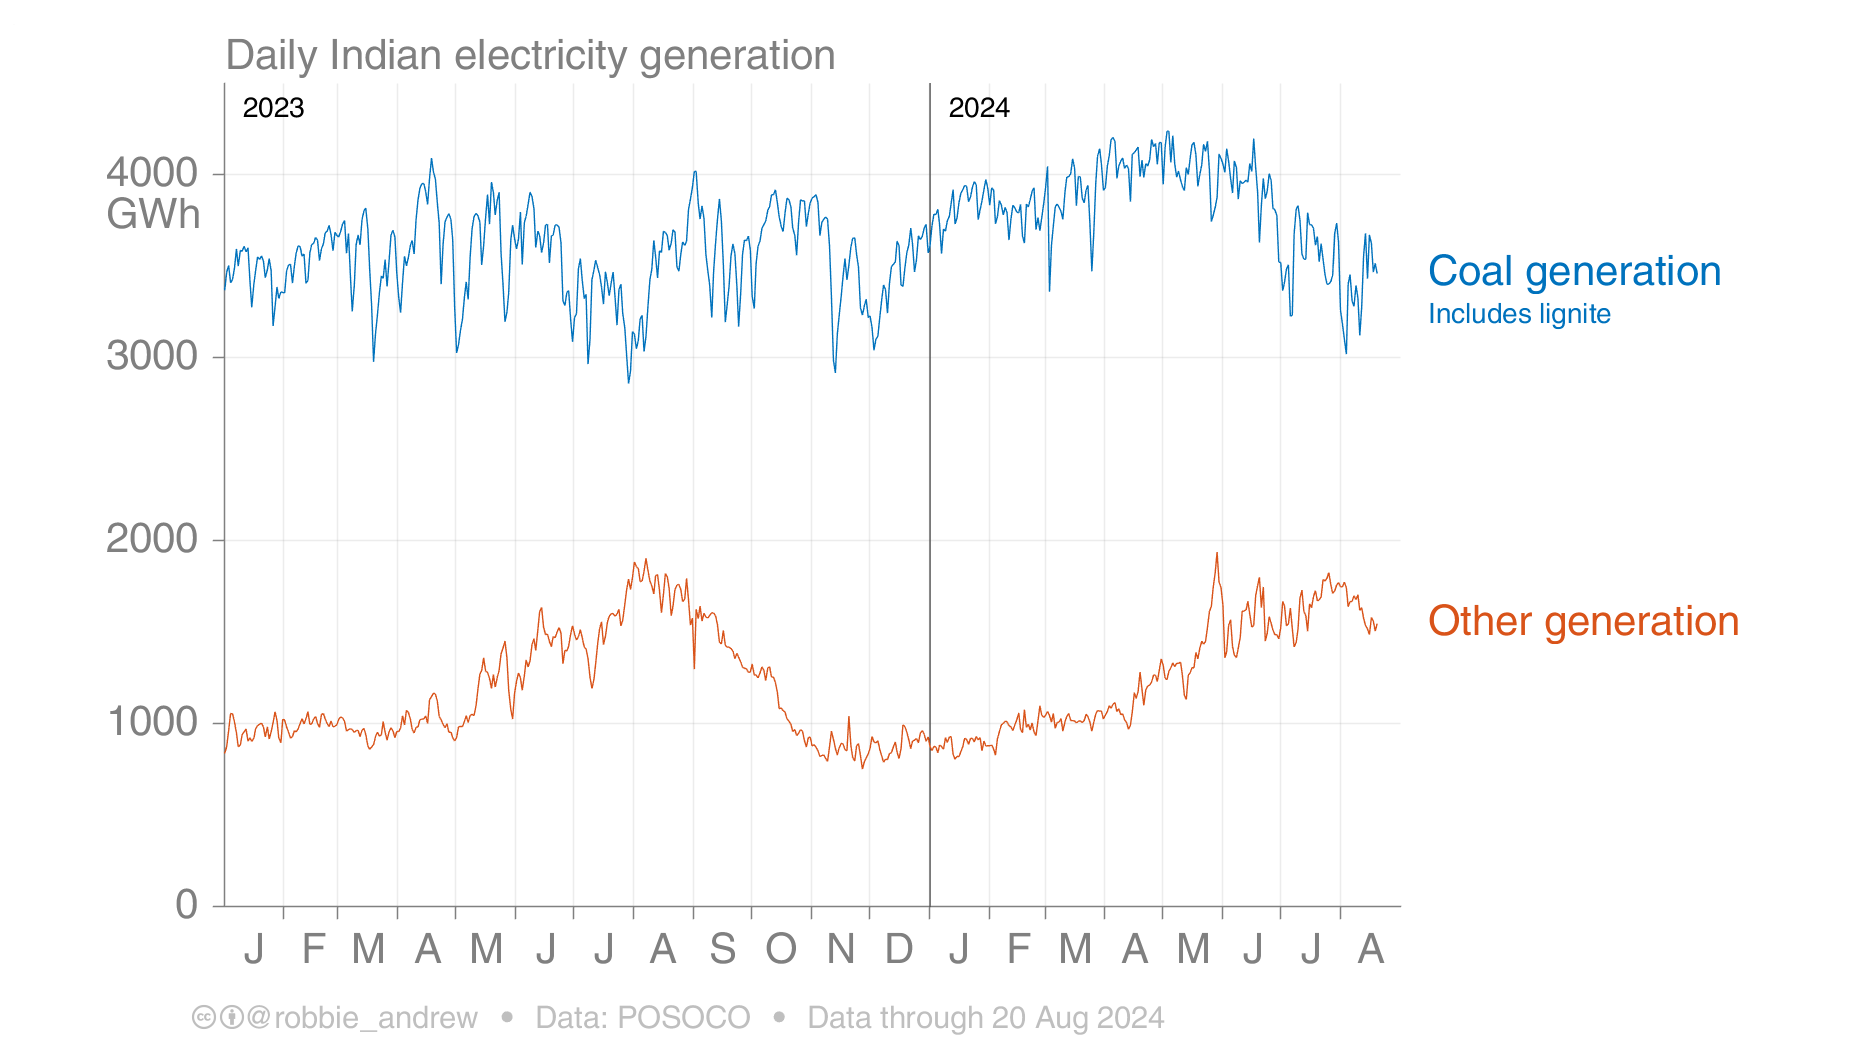 Daily Indian electricity generation
2023
2024
4000
GWh
3000
2000
1000
0
Coal generation
Includes lignite
Other generation
J F M A M J J A S O N D J F M A M J J A
cc @robbie_andrew • Data: POSOCO • Data through 20 Aug 2024